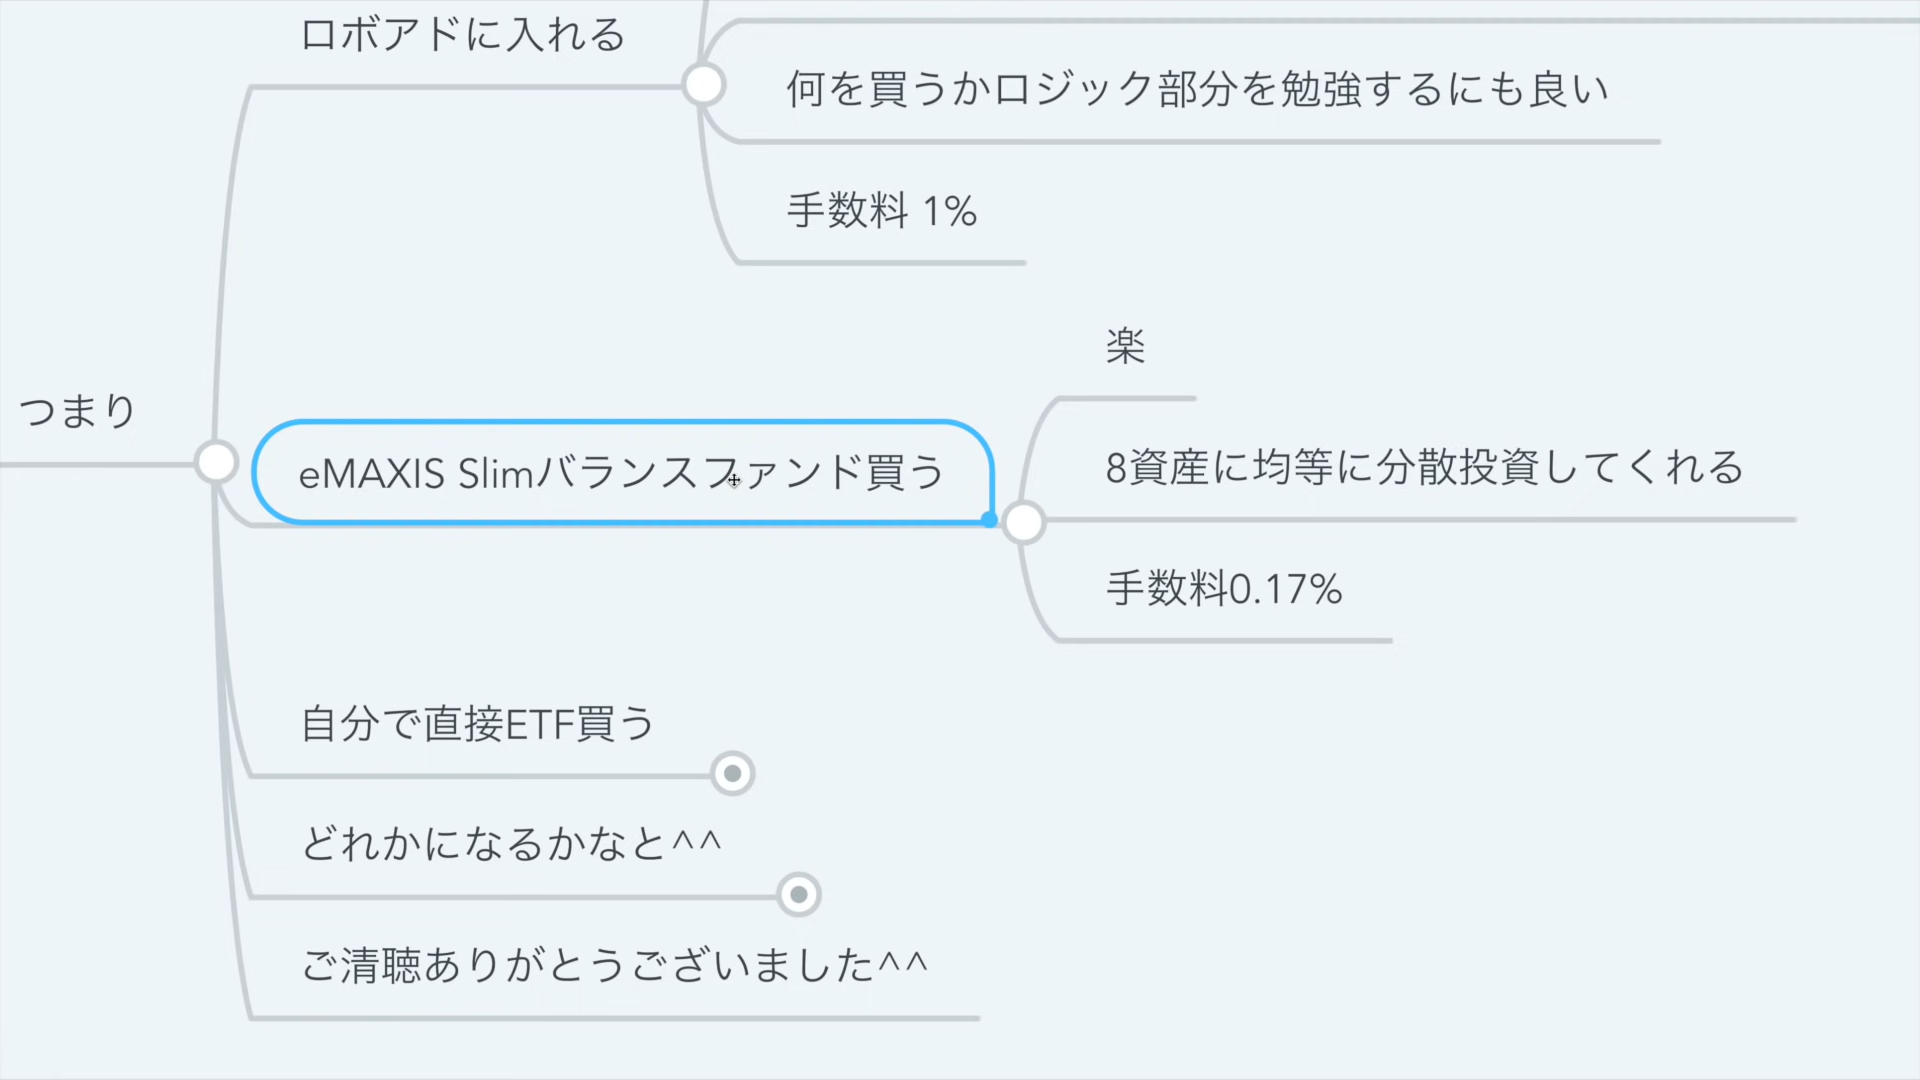 ロボアドに入れる
何を買うかロジック部分を勉強するにも良い
手数料 1%
つまり
eMAXIS Slimバランスファンド買う
楽
8資産に均等に分散投資してくれる
手数料0.17%
自分で直接ETF買う
どれかになるかなと^^
ご清聴ありがとうございました^^